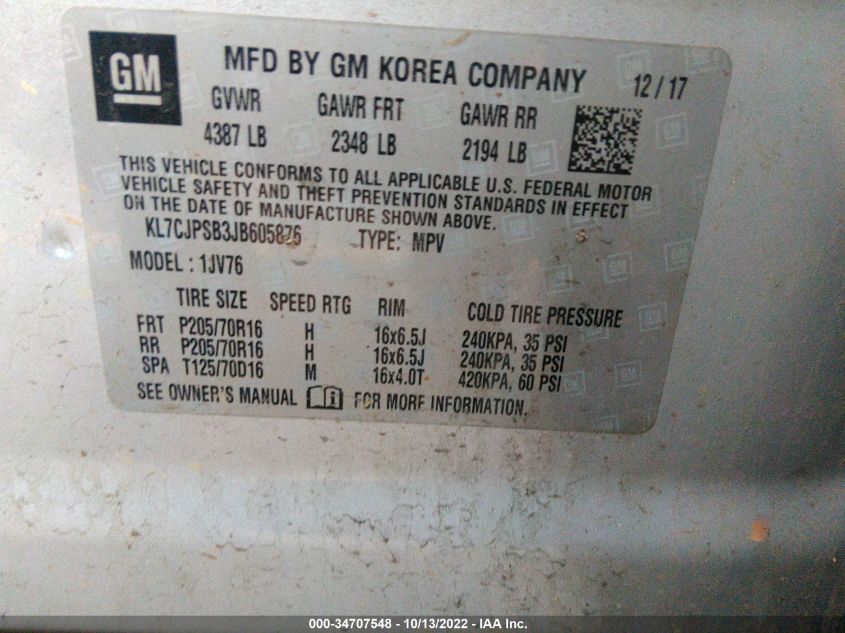 GM MFD BY GM KOREA COMPANY 12/17
GVWR GAWR FRT GAWR RR
4387 LB 2348 LB 2194 LB
THIS VEHICLE CONFORMS TO ALL APPLICABLE U.S. FEDERAL MOTOR
VEHICLE SAFETY AND THEFT PREVENTION STANDARDS IN EFFECT
ON THE DATE OF MANUFACTURE SHOWN ABOVE.
KL7CJPSB3JB605876 TYPE: MPV
MODEL : 1JV76
TIRE SIZE SPEED RTG RIM COLD TIRE PRESSURE
FRT P205/70R16 H 16x6.5J 240KPA, 35 PSI
RR P205/70R16 H 16x6.5J 240KPA, 35 PSI
SPA T125/70D16 M 16x4.0T 420KPA, 60 PSI
SEE OWNER'S MANUAL FOR MORE INFORMATION.
000-34707548 - 10/13/2022 - IAA Inc.